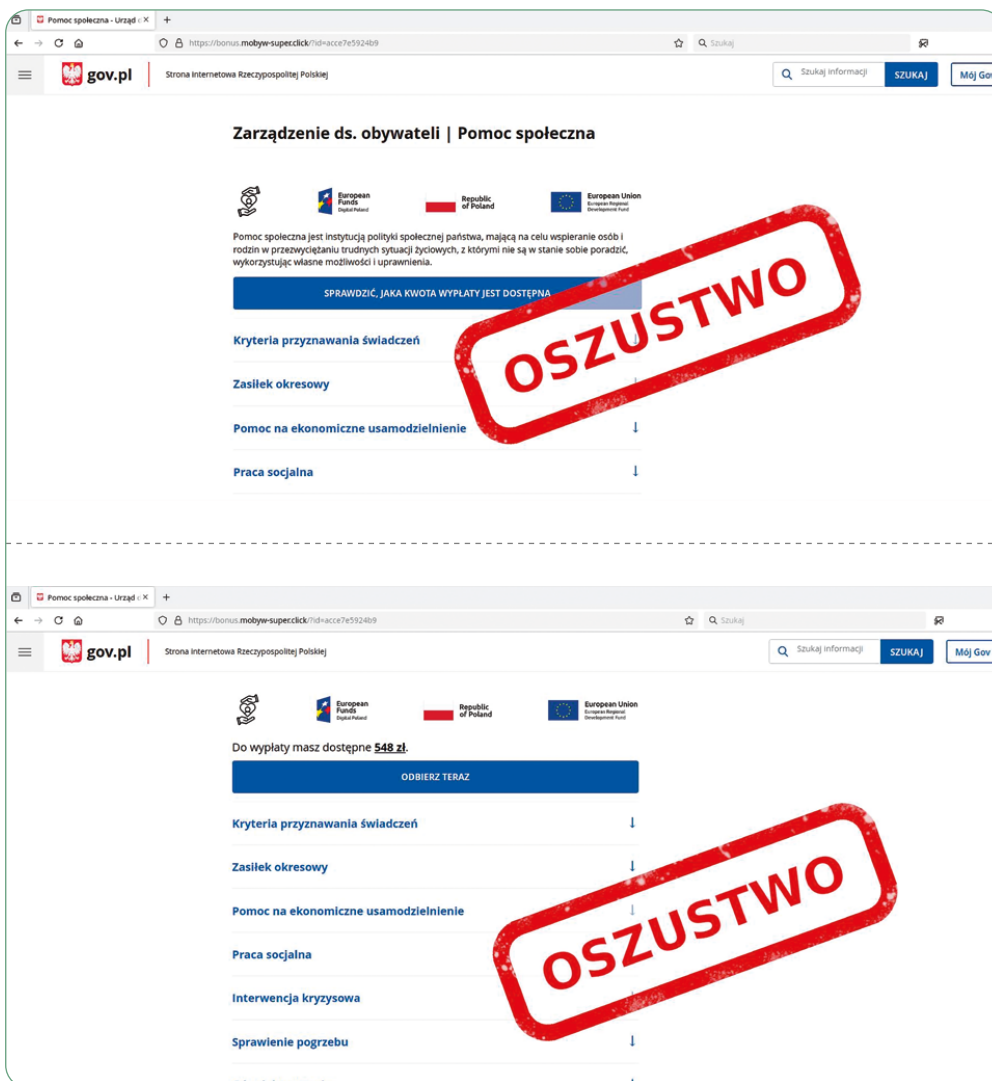 Pomoc społeczna - Urząd
https://bonus.mobyw-super.click/?id=acce7e5924b9
Szukaj
gov.pl
Strona internetowa Rzeczypospolitej Polskiej
Szukaj informacji
SZUKAJ
Mój Gov
Zarządzenie ds. obywateli | Pomoc społeczna
European
Funds
Digital Poland
Republic
of Poland
European Union
European Regional
Development Fund
Pomoc społeczna jest instytucją polityki społecznej państwa, mającą na celu wspieranie osób i
rodzin w przezwyciężaniu trudnych sytuacji życiowych, z którymi nie są w stanie sobie poradzić,
wykorzystując własne możliwości i uprawnienia.
SPRAWDZIĆ, JAKA KWOTA WYPŁATY JEST DOSTĘPNA
Kryteria przyznawania świadczeń
Zasiłek okresowy
Pomoc na ekonomiczne usamodzielnienie
Praca socjalna
OSZUSTWO
Pomoc społeczna - Urząd
https://bonus.mobyw-super.click/?id=acce7e5924b9
Szukaj
gov.pl
Strona internetowa Rzeczypospolitej Polskiej
Szukaj informacji
SZUKAJ
Mój Gov
European
Funds
Digital Poland
Republic
of Poland
European Union
European Regional
Development Fund
Do wypłaty masz dostępne 548 zł.
ODBIERZ TERAZ
Kryteria przyznawania świadczeń
Zasiłek okresowy
Pomoc na ekonomiczne usamodzielnienie
Praca socjalna
Interwencja kryzysowa
Sprawienie pogrzebu
OSZUSTWO